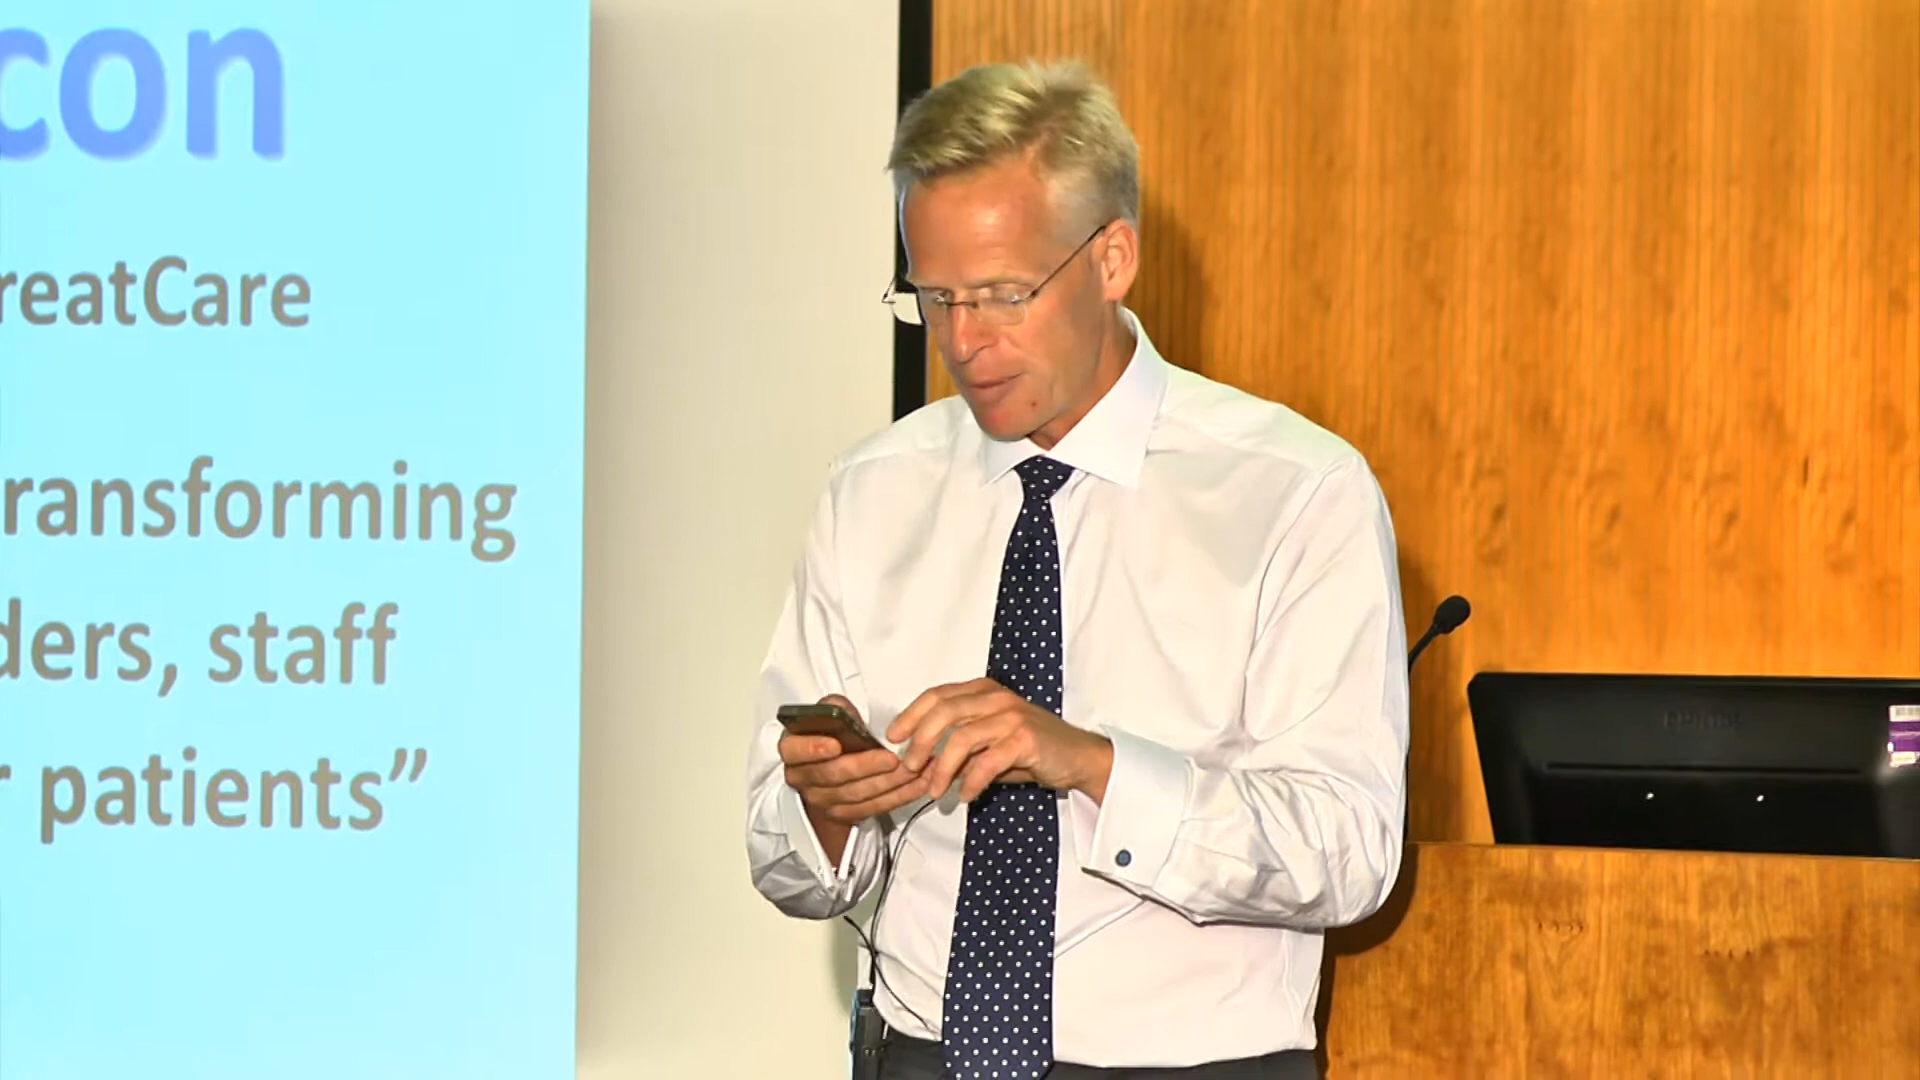 con
reatCare
ransforming
ders, staff
r patients”